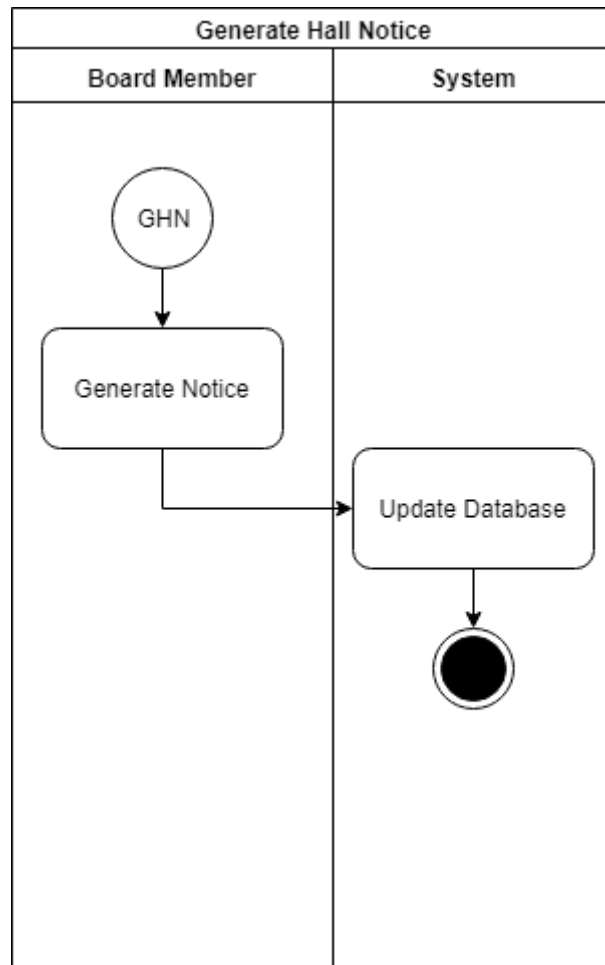 Generate Hall Notice
Board Member
System
GHN
Generate Notice
Update Database